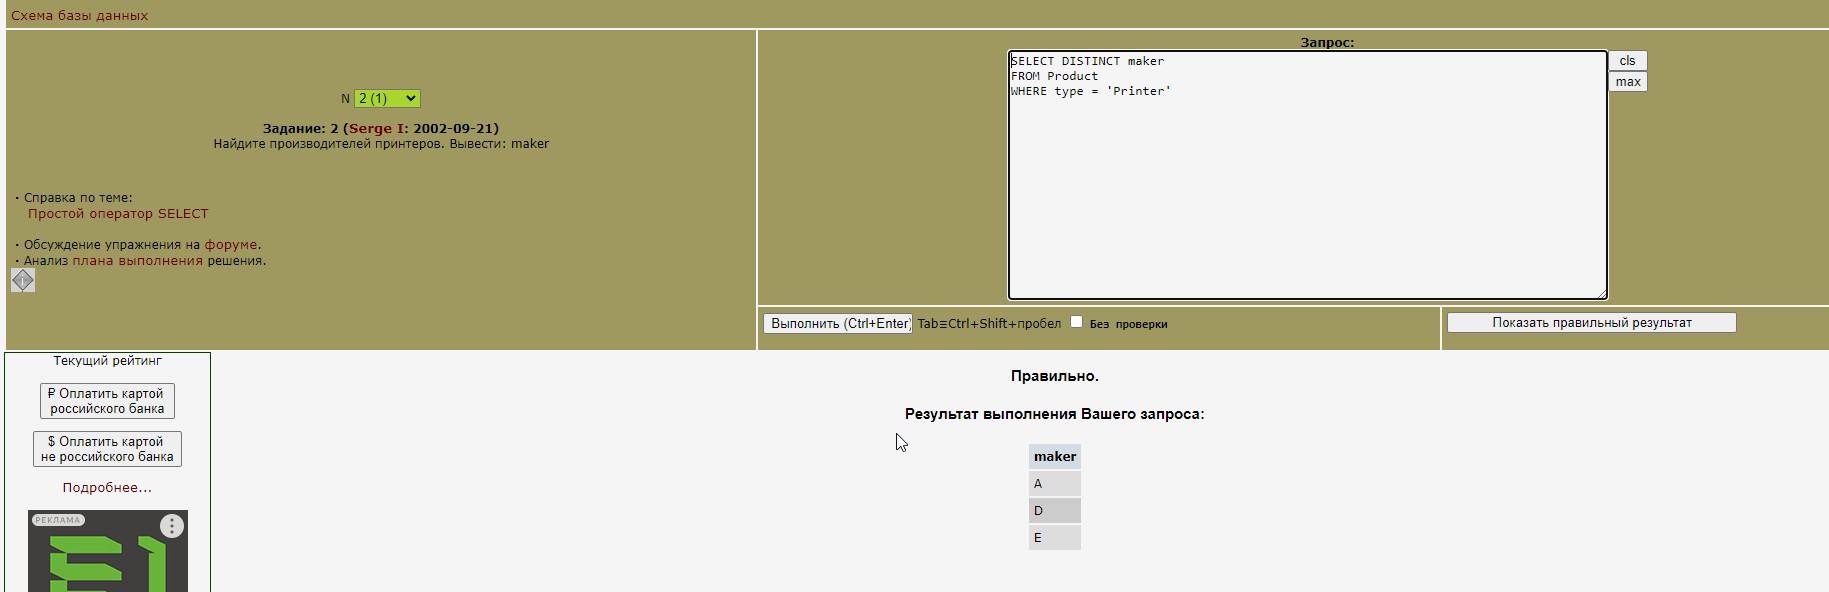 Схема базы данных
N 2 (1)
Задание: 2 (Serge I: 2002-09-21)
Найдите производителей принтеров. Вывести: maker
· Справка по теме:
Простой оператор SELECT
· Обсуждение упражнения на форуме.
· Анализ плана выполнения решения.
Запрос:
SELECT DISTINCT maker
FROM Product
WHERE type = 'Printer'
cls
max
Выполнить (Ctrl+Enter) Tab≡Ctrl+Shift+пробел Без проверки
Показать правильный результат
Текущий рейтинг
₽ Оплатить картой
российского банка
$ Оплатить картой
не российского банка
Подробнее...
РЕКЛАМА
Правильно.
Результат выполнения Вашего запроса:
maker
A
D
E